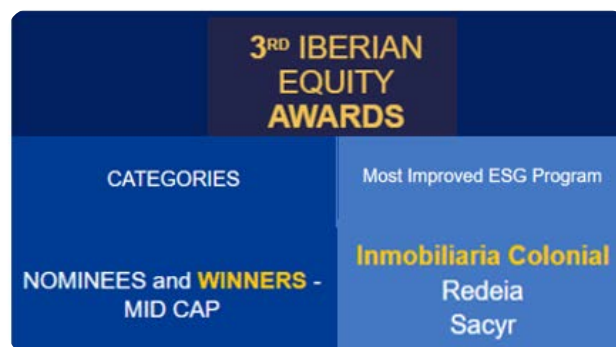 3RD IBERIAN
EQUITY
AWARDS
CATEGORIES
Most Improved ESG Program
NOMINEES and WINNERS -
MID CAP
Inmobiliaria Colonial
Redeia
Sacyr